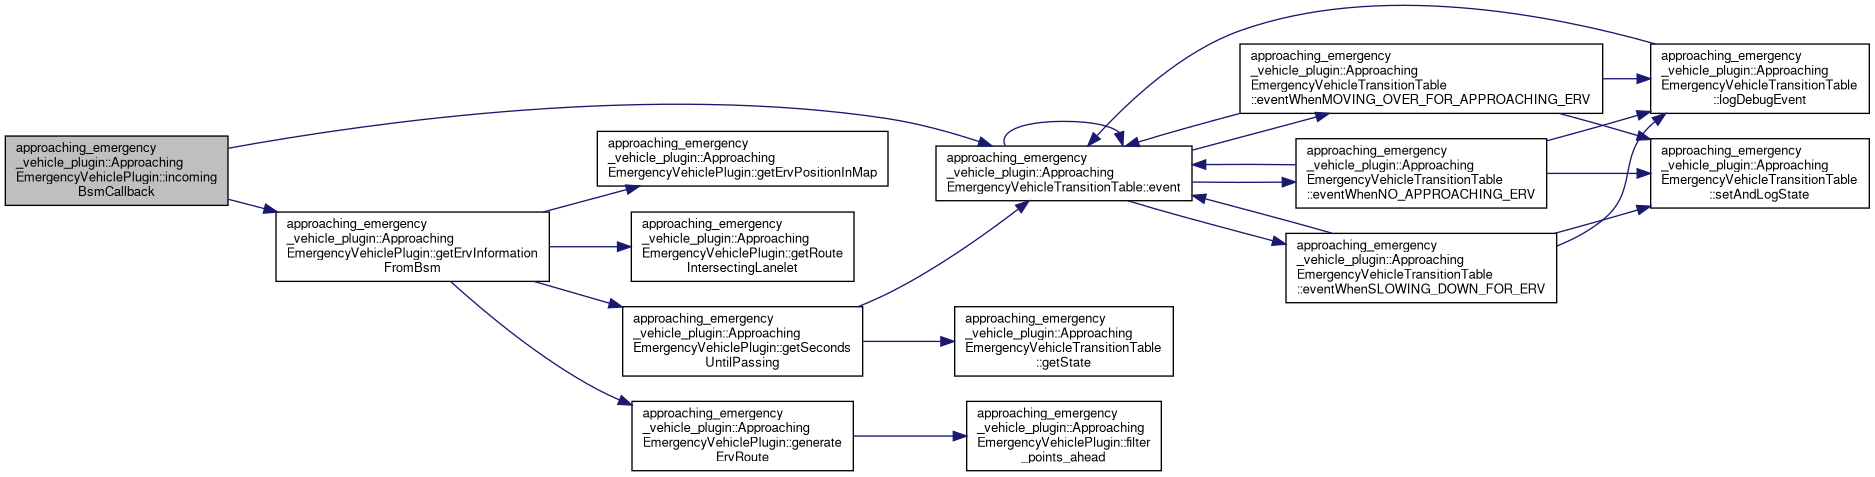 approaching_emergency
_vehicle_plugin::Approaching
EmergencyVehiclePlugin::incoming
BsmCallback
approaching_emergency
_vehicle_plugin::Approaching
EmergencyVehiclePlugin::getErvInformation
FromBsm
approaching_emergency
_vehicle_plugin::Approaching
EmergencyVehiclePlugin::getErvPositionInMap
approaching_emergency
_vehicle_plugin::Approaching
EmergencyVehiclePlugin::getRoute
IntersectingLanelet
approaching_emergency
_vehicle_plugin::Approaching
EmergencyVehiclePlugin::getSeconds
UntilPassing
approaching_emergency
_vehicle_plugin::Approaching
EmergencyVehiclePlugin::generate
ErvRoute
approaching_emergency
_vehicle_plugin::Approaching
EmergencyVehicleTransitionTable::event
approaching_emergency
_vehicle_plugin::Approaching
EmergencyVehicleTransitionTable
::getState
approaching_emergency
_vehicle_plugin::Approaching
EmergencyVehiclePlugin::filter
_points_ahead
approaching_emergency
_vehicle_plugin::Approaching
EmergencyVehicleTransitionTable
::eventWhenMOVING_OVER_FOR_APPROACHING_ERV
approaching_emergency
_vehicle_plugin::Approaching
EmergencyVehicleTransitionTable
::eventWhenNO_APPROACHING_ERV
approaching_emergency
_vehicle_plugin::Approaching
EmergencyVehicleTransitionTable
::eventWhenSLOWING_DOWN_FOR_ERV
approaching_emergency
_vehicle_plugin::Approaching
EmergencyVehicleTransitionTable
::logDebugEvent
approaching_emergency
_vehicle_plugin::Approaching
EmergencyVehicleTransitionTable
::setAndLogState